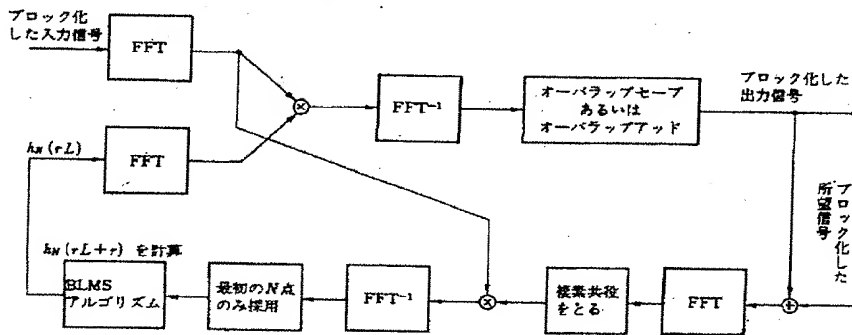 ブロック化
した入力信号
FFT
FFT⁻¹
オーバラップセーブ
あるいは
オーバラップアッド
ブロック化した
出力信号
h_N(rL)
FFT
ブロック化した
所望信号
h_N(rL+r) を計算
BLMS
アルゴリズム
最初のN点
のみ採用
FFT⁻¹
複素共役
をとる
FFT